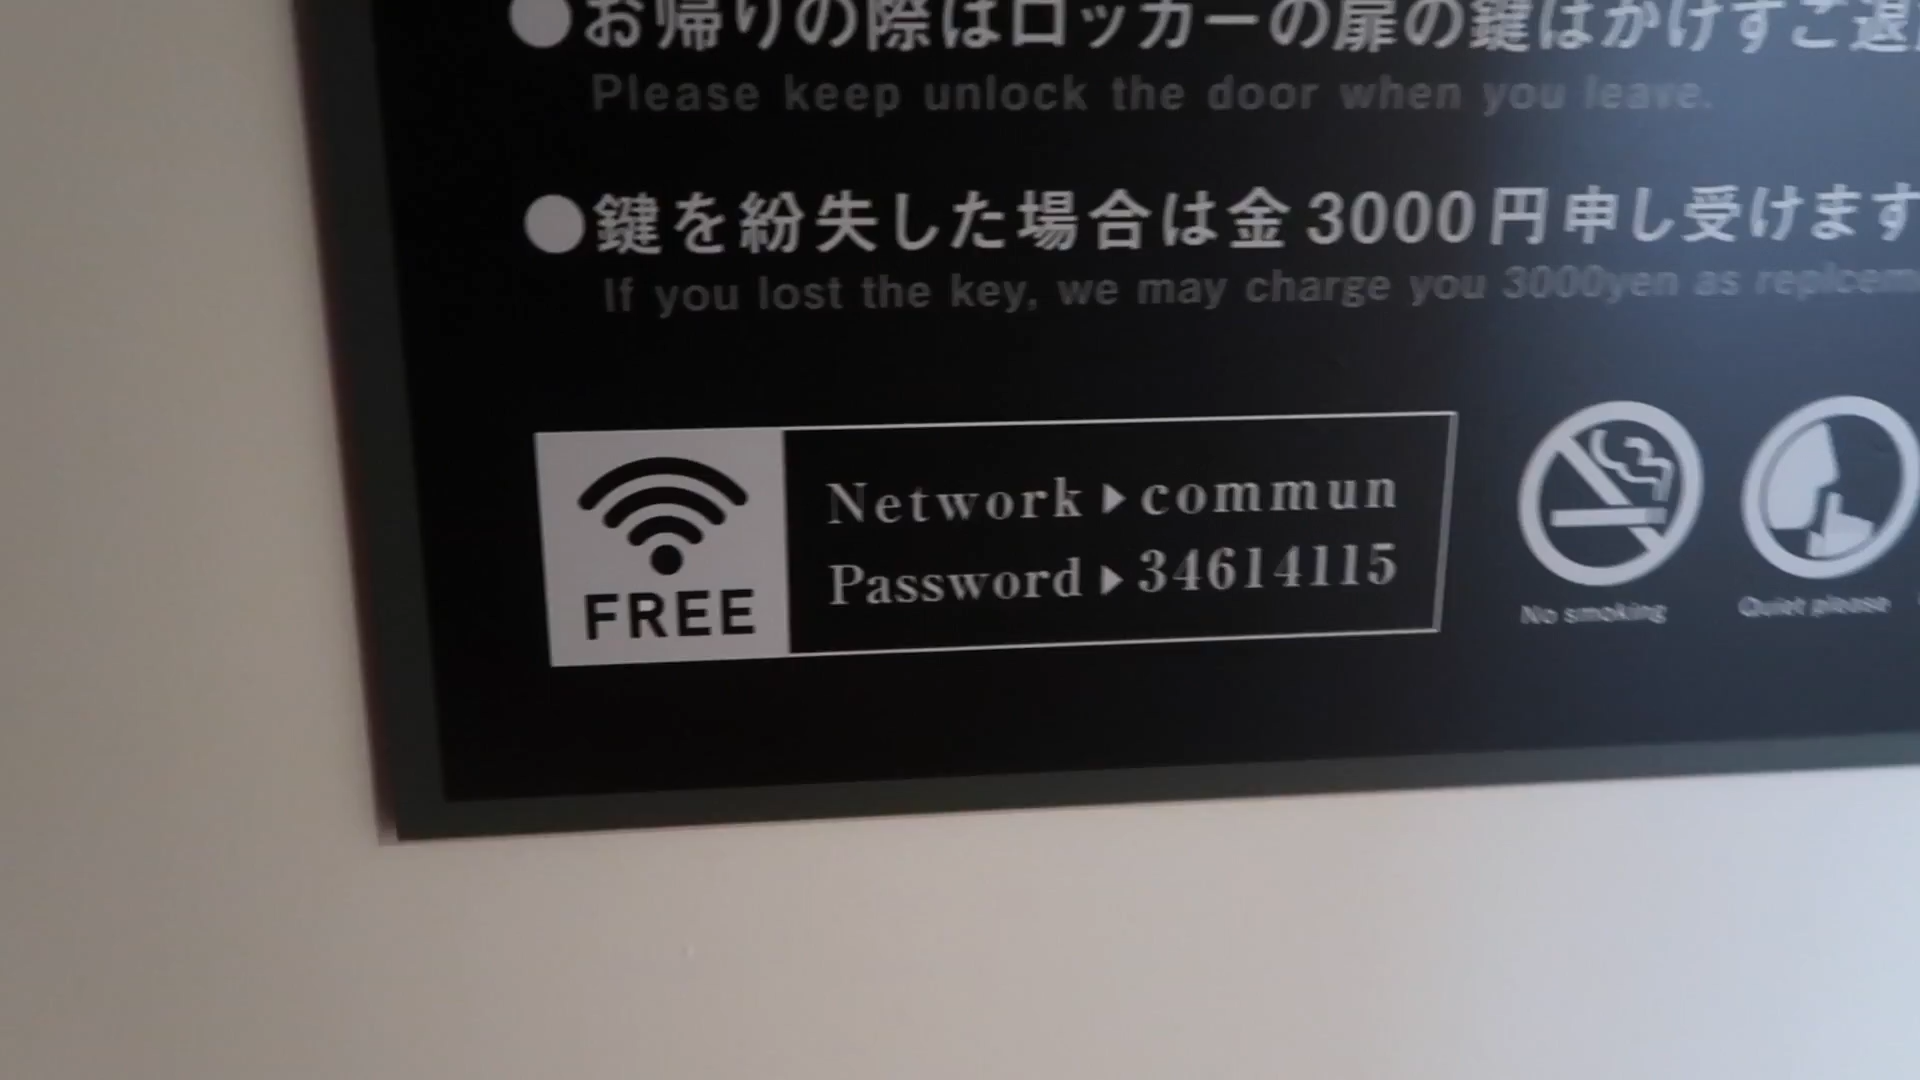 ●お帰りの際はロッカーの扉の鍵はかけずご退
Please keep unlock the door when you leave.
●鍵を紛失した場合は金3000円申し受けます
If you lost the key, we may charge you 3000yen as replcem
FREE
Network▶commun
Password▶34614115
No smoking
Quiet please